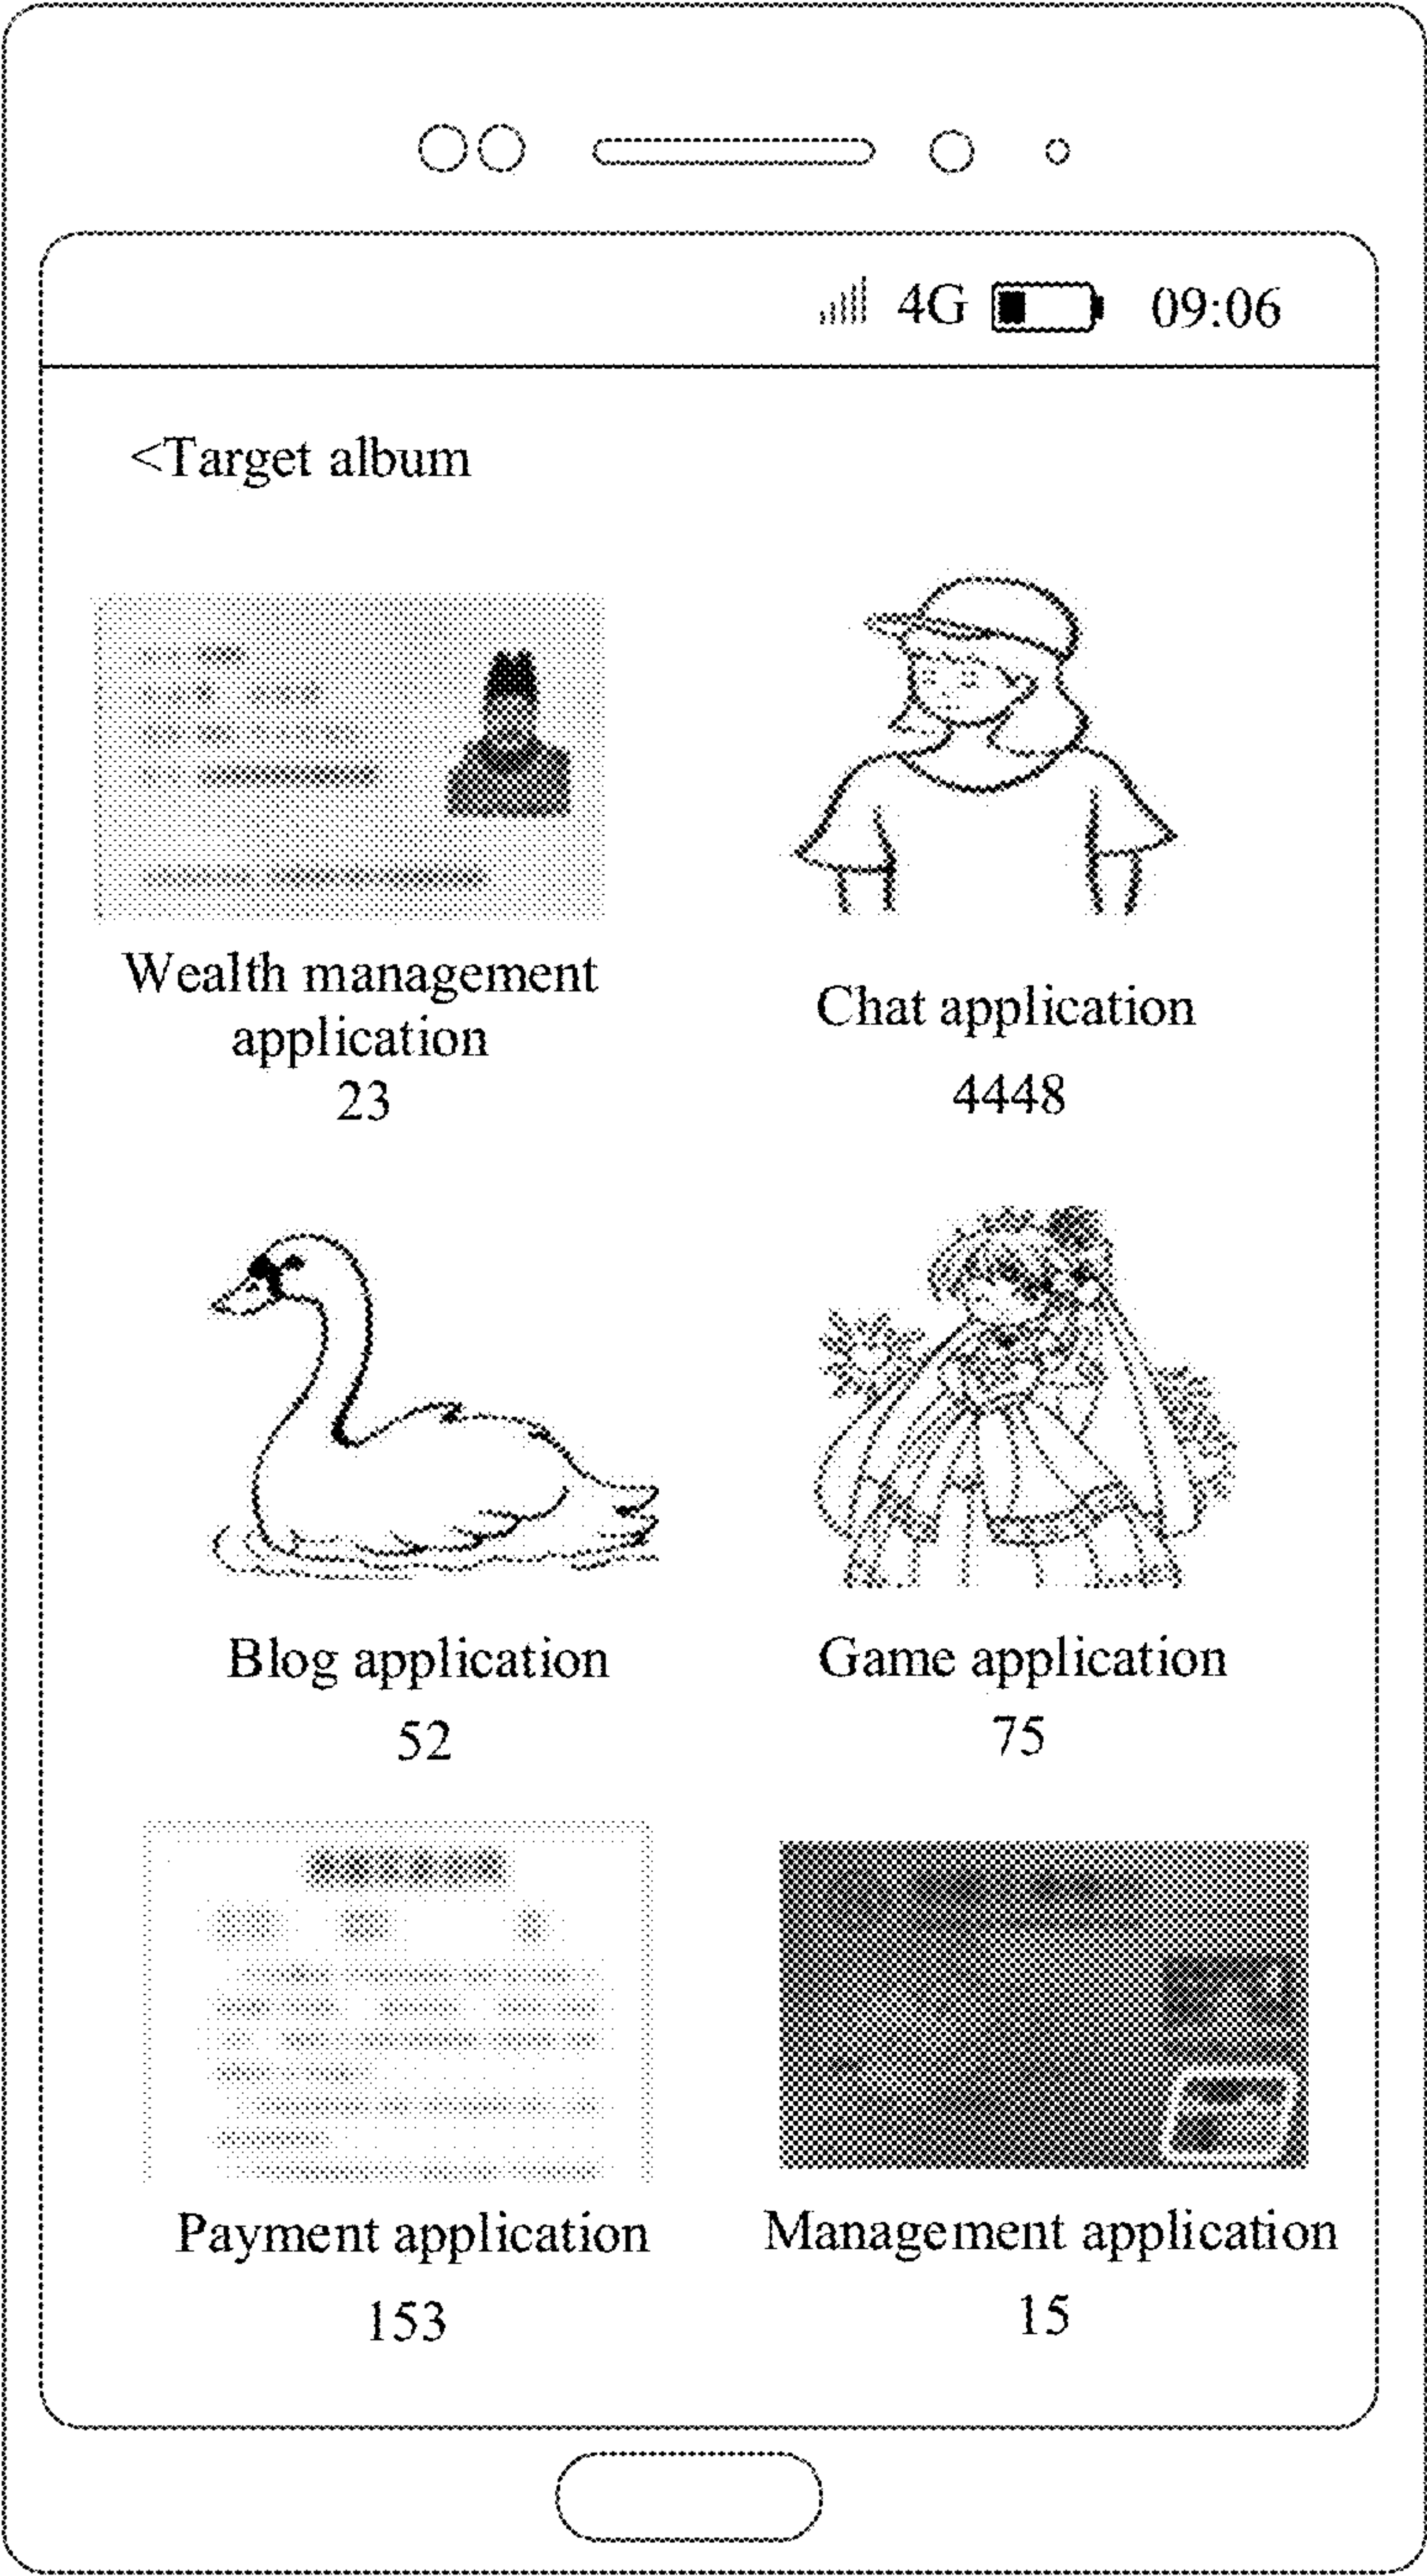 4G 09:06
<Target album
Wealth management
application
23
Chat application
4448
Blog application
52
Game application
75
Payment application
153
Management application
15